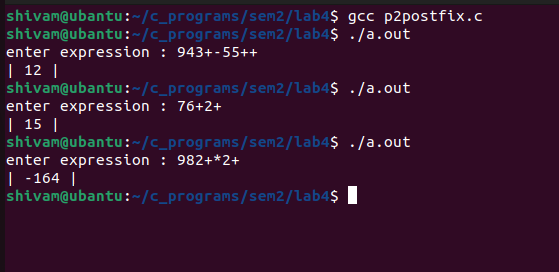 shivam@ubantu:~/c_programs/sem2/lab4$ gcc p2postfix.c
shivam@ubantu:~/c_programs/sem2/lab4$ ./a.out
enter expression : 943+-55++
| 12 |
shivam@ubantu:~/c_programs/sem2/lab4$ ./a.out
enter expression : 76+2+
| 15 |
shivam@ubantu:~/c_programs/sem2/lab4$ ./a.out
enter expression : 982+*2+
| -164 |
shivam@ubantu:~/c_programs/sem2/lab4$